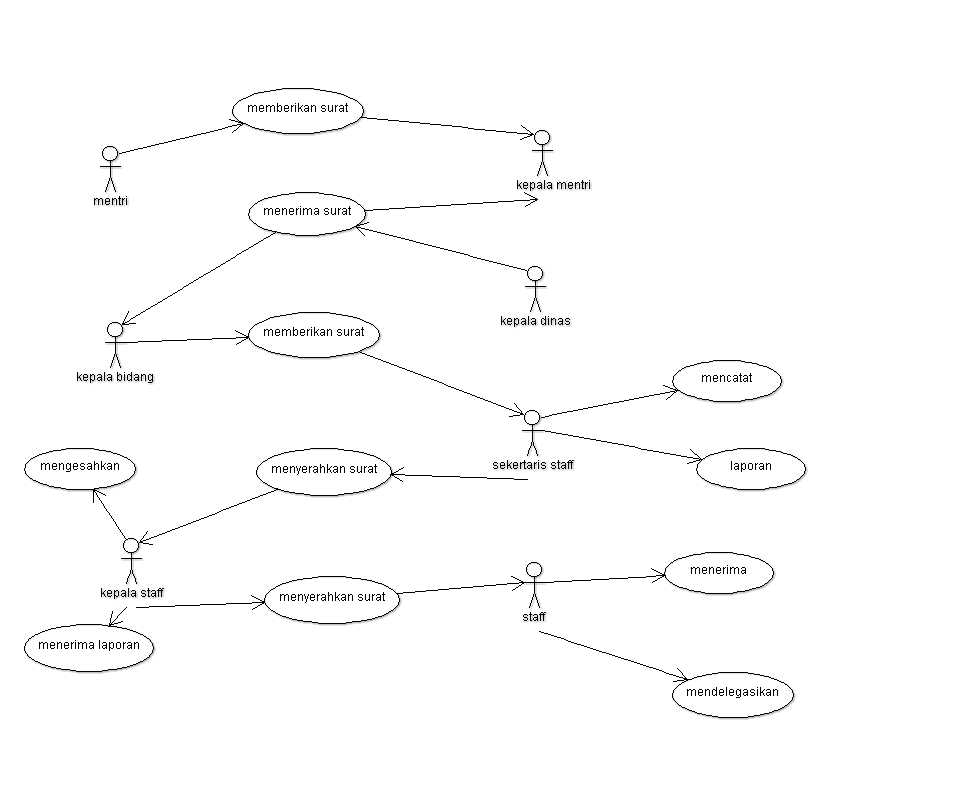 memberikan surat
mentri
kepala mentri
menerima surat
kepala dinas
memberikan surat
kepala bidang
mencatat
sekertaris staff
mengesahkan
menyerahkan surat
laporan
kepala staff
menyerahkan surat
menerima
staff
menerima laporan
mendelegasikan